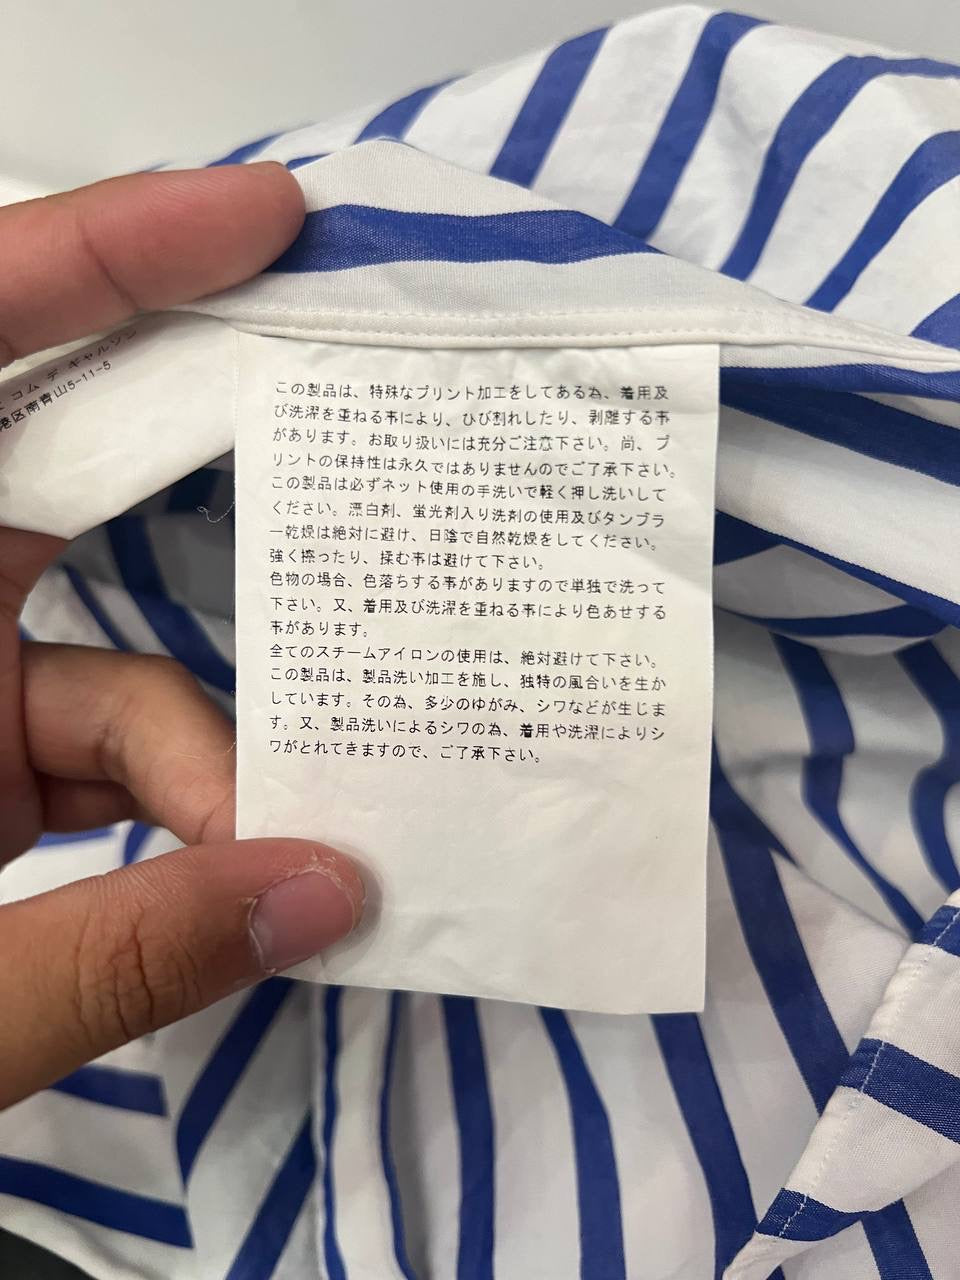 コム デ ギャルソン
港区南青山5-11-5
この製品は、特殊なプリント加工をしてある為、着用及
び洗濯を重ねる事により、ひび割れしたり、剥離する事
があります。お取り扱いには充分ご注意下さい。尚、プ
リントの保持性は永久ではありませんのでご了承下さい。
この製品は必ずネット使用の手洗いで軽く押し洗いして
ください。漂白剤、蛍光剤入り洗剤の使用及びタンブラ
ー乾燥は絶対に避け、日陰で自然乾燥をしてください。
強く擦ったり、揉む事は避けて下さい。
色物の場合、色落ちする事がありますので単独で洗って
下さい。又、着用及び洗濯を重ねる事により色あせする
事があります。
全てのスチームアイロンの使用は、絶対避けて下さい。
この製品は、製品洗い加工を施し、独特の風合いを生か
しています。その為、多少のゆがみ、シワなどが生じま
す。又、製品洗いによるシワの為、着用や洗濯によりシ
ワがとれてきますので、ご了承下さい。